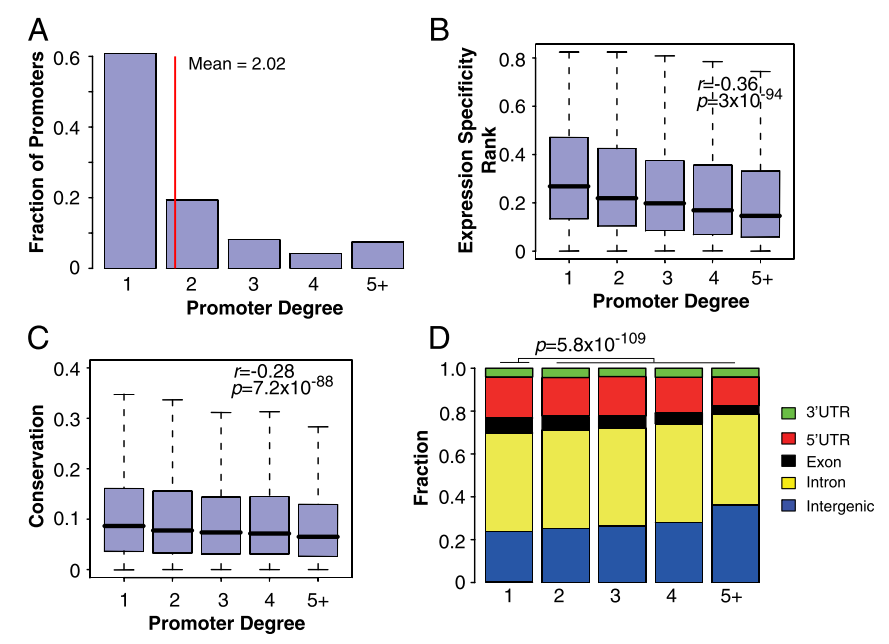 A
Fraction of Promoters
0.6
0.4
0.2
0
Mean = 2.02
1 2 3 4 5+
Promoter Degree
B
Expression Specificity
Rank
0.8
0.6
0.4
0.2
0
r=-0.36
p=3x10-94
1 2 3 4 5+
Promoter Degree
C
Conservation
0.4
0.3
0.2
0.1
0
r=-0.28
p=7.2x10-88
1 2 3 4 5+
Promoter Degree
D
p=5.8x10-109
Fraction
1.0
0.8
0.6
0.4
0.2
0
1 2 3 4 5+
3'UTR
5'UTR
Exon
Intron
Intergenic